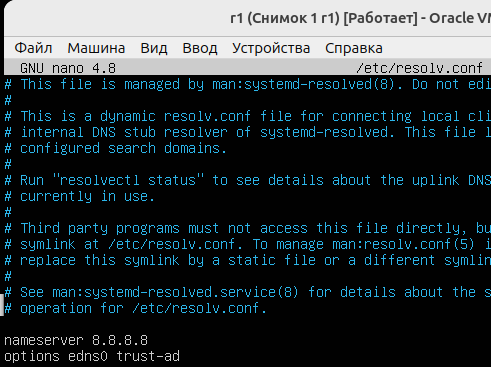 r1 (Снимок 1 r1) [Работает] - Oracle VM
Файл Машина Вид Ввод Устройства Справка
GNU nano 4.8 /etc/resolv.conf
# This file is managed by man:systemd-resolved(8). Do not edi
#
# This is a dynamic resolv.conf file for connecting local cli
# internal DNS stub resolver of systemd-resolved. This file l
# configured search domains.
#
# Run "resolvectl status" to see details about the uplink DNS
# currently in use.
#
# Third party programs must not access this file directly, bu
# symlink at /etc/resolv.conf. To manage man:resolv.conf(5) i
# replace this symlink by a static file or a different symlin
#
# See man:systemd-resolved.service(8) for details about the s
# operation for /etc/resolv.conf.
nameserver 8.8.8.8
options edns0 trust-ad